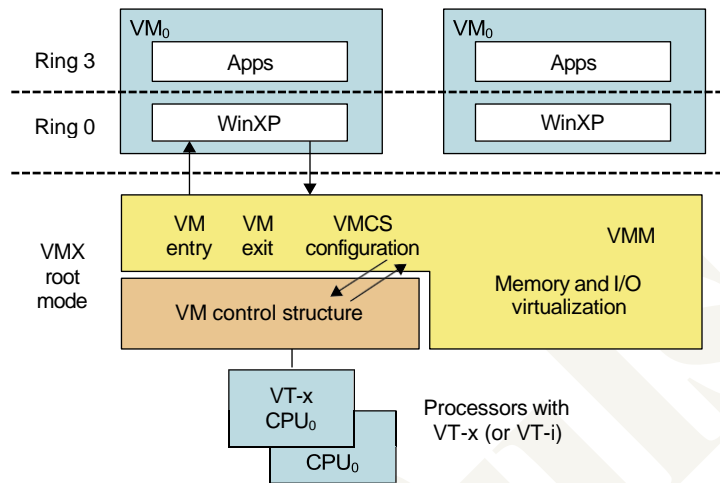 VM₀
VM₀
Ring 3
Apps
Apps
Ring 0
WinXP
WinXP
VMX
root
mode
VM
entry
VM
exit
VMCS
configuration
VMM
Memory and I/O
virtualization
VM control structure
VT-x
CPU₀
Processors with
VT-x (or VT-i)
CPU₀